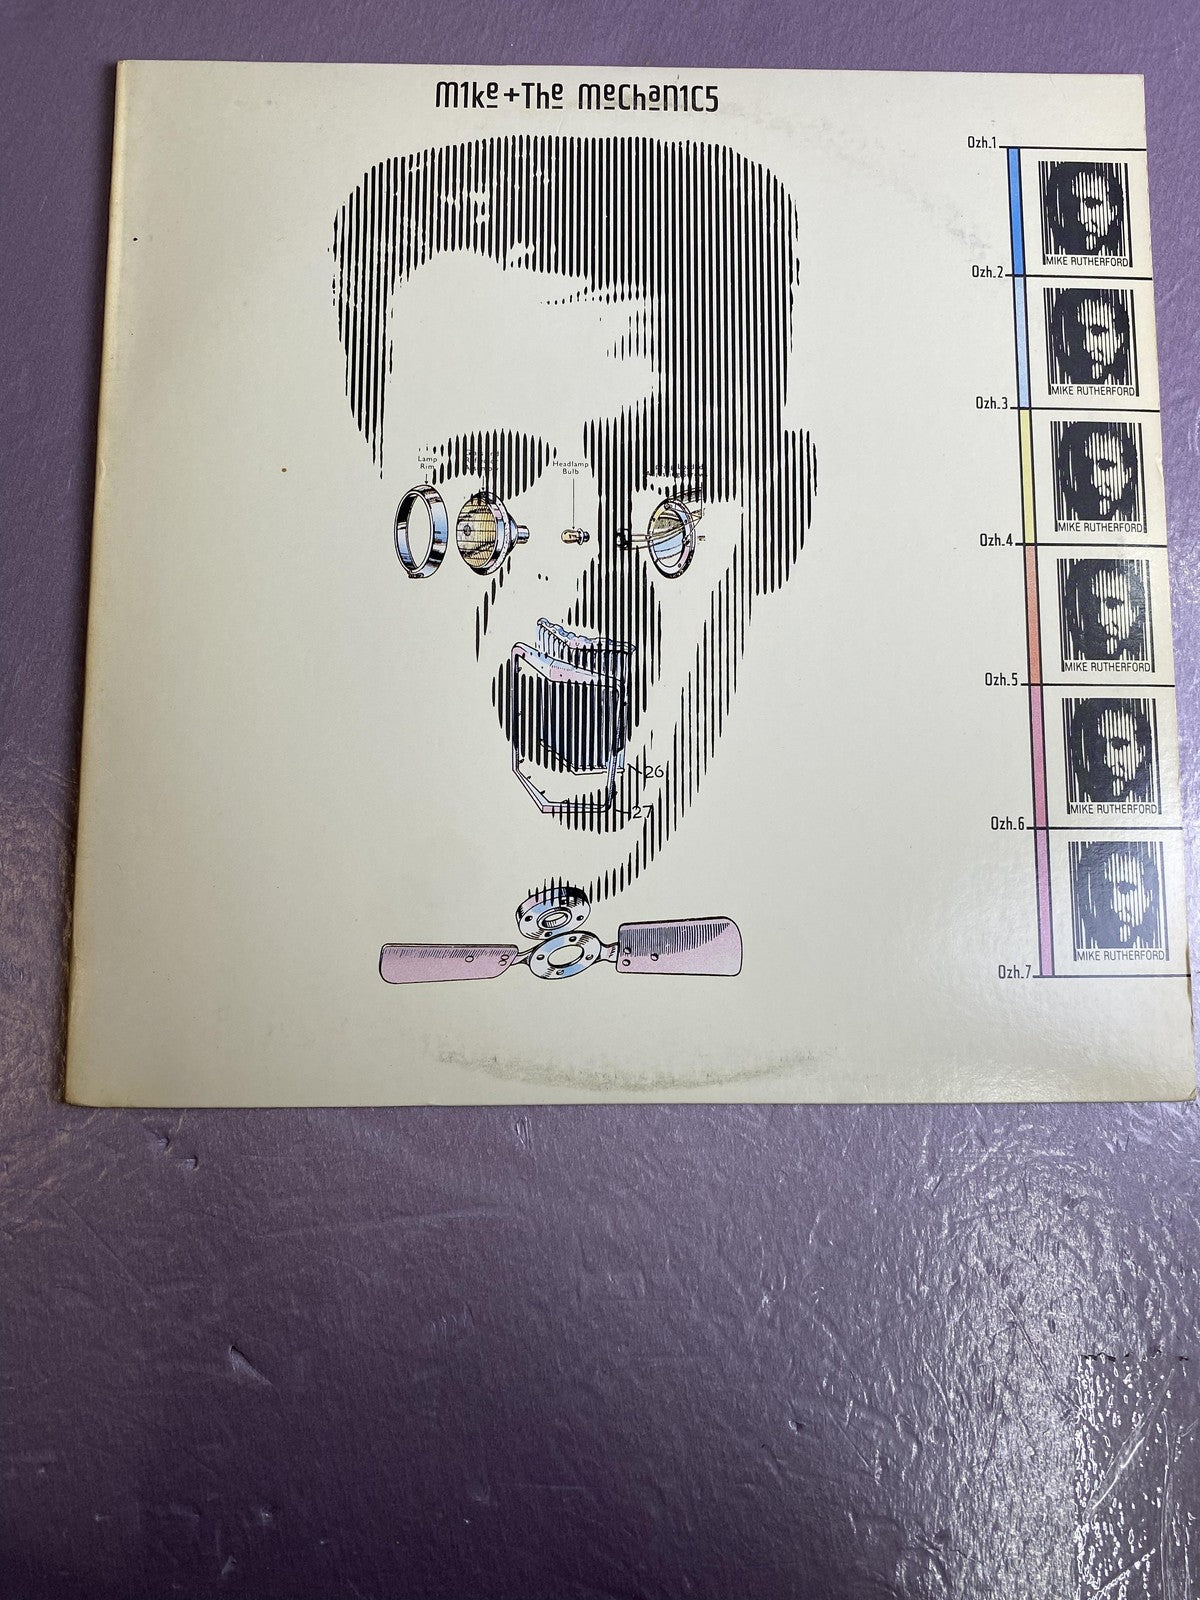 M1ke+The MeChaN1C5
Ozh.1
MIKE RUTHERFORD
Ozh.2
MIKE RUTHERFORD
Ozh.3
MIKE RUTHERFORD
Ozh.4
MIKE RUTHERFORD
Ozh.5
MIKE RUTHERFORD
Ozh.6
MIKE RUTHERFORD
Ozh.7
Lamp
Rim
Headlamp
Bulb
26
27